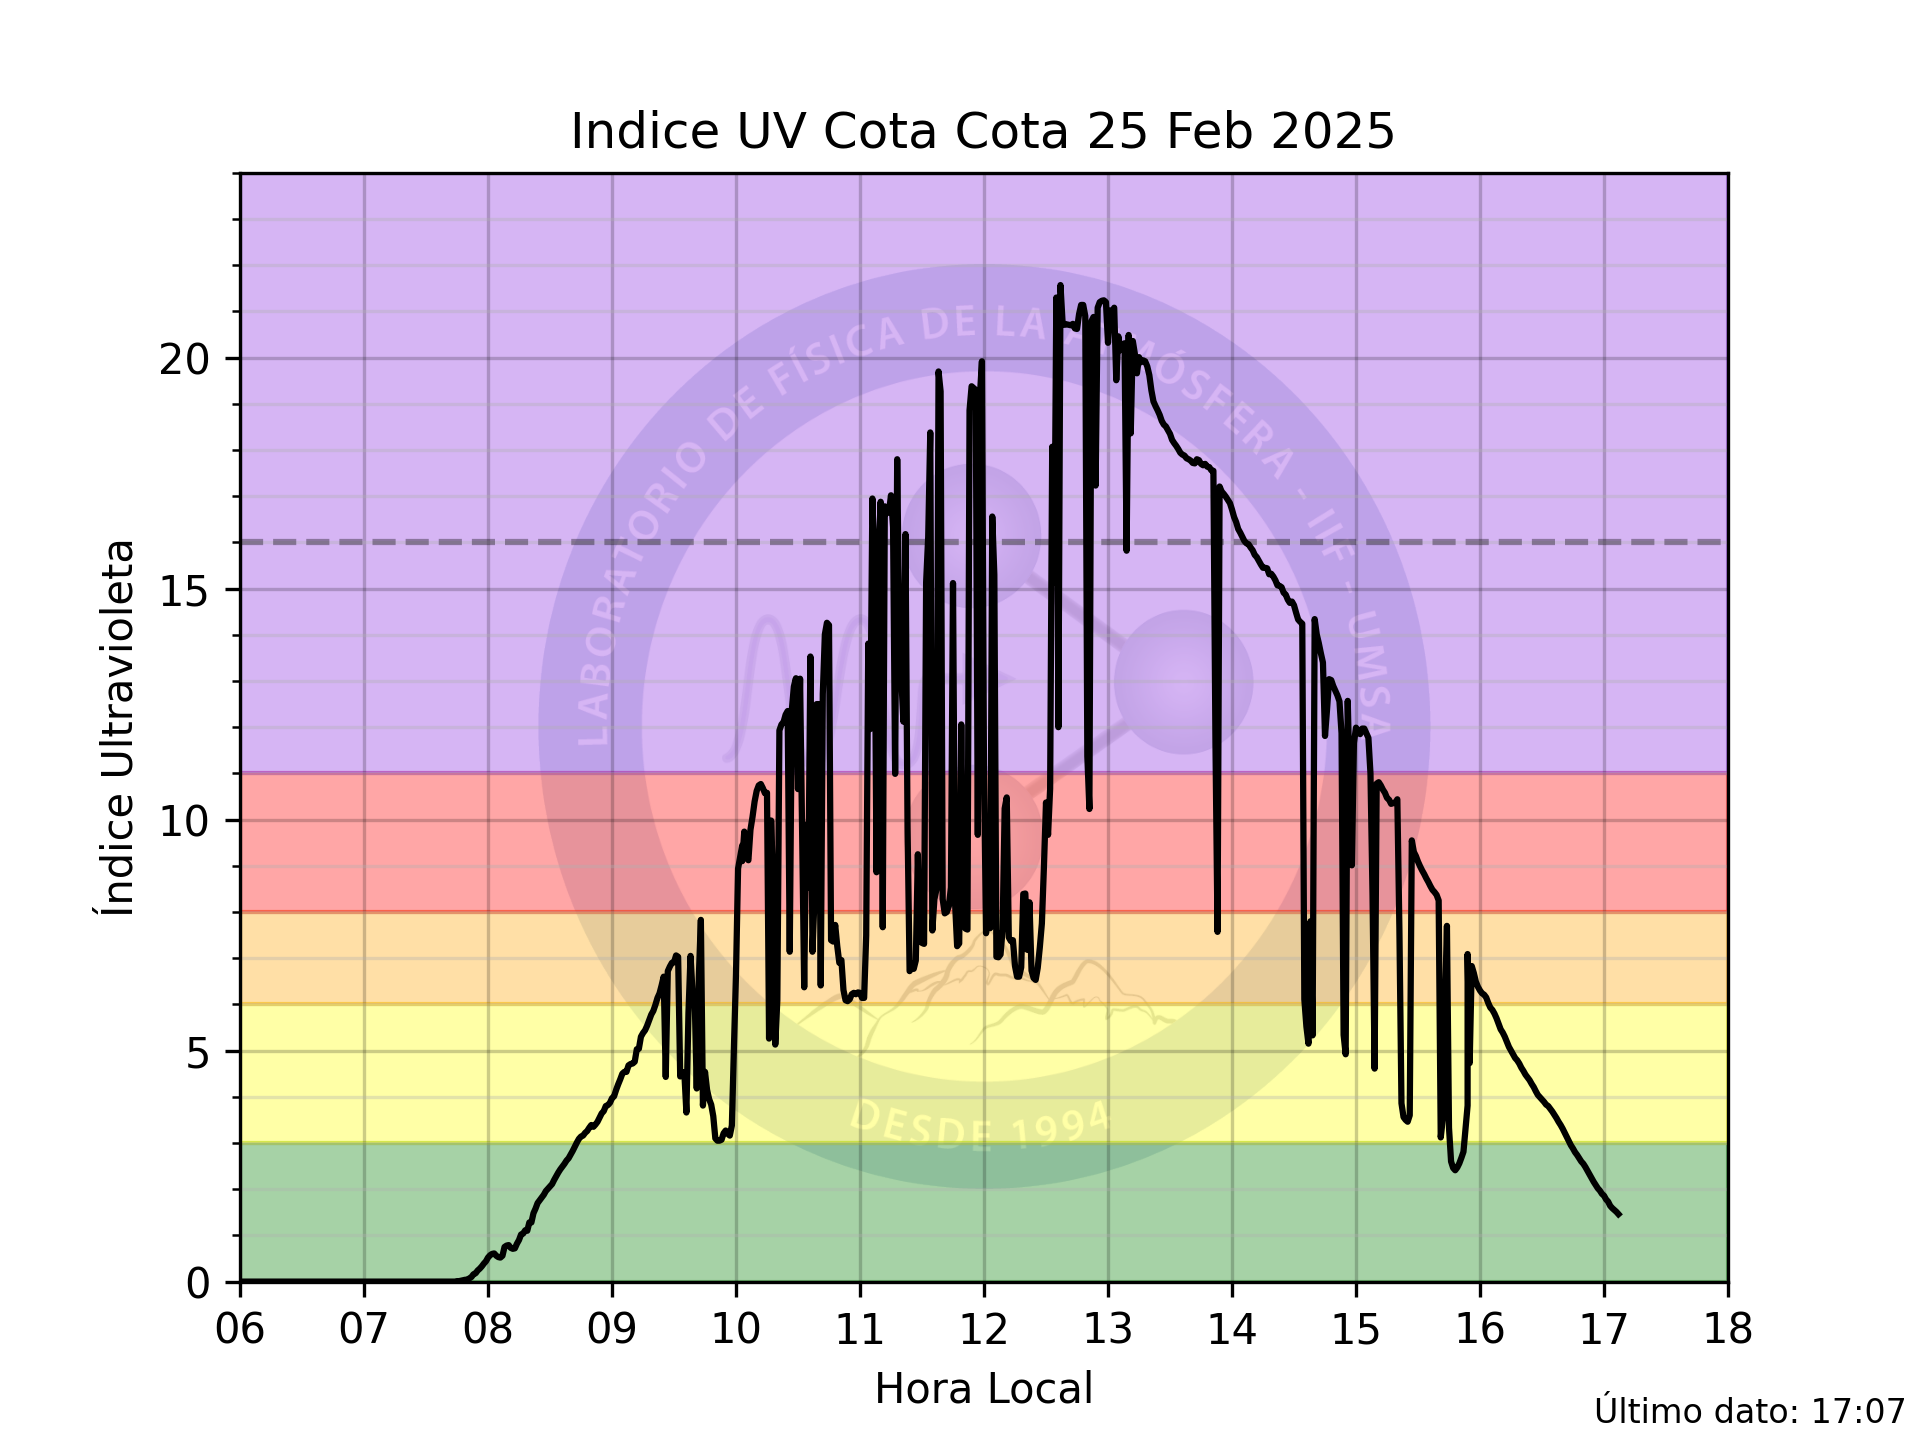 Indice UV Cota Cota 25 Feb 2025
Índice Ultravioleta
20
15
10
5
0
LABORATORIO DE FÍSICA DE LA ATMÓSFERA - IIF - UMSA
DESDE 1994
06 07 08 09 10 11 12 13 14 15 16 17 18
Hora Local
Último dato: 17:07